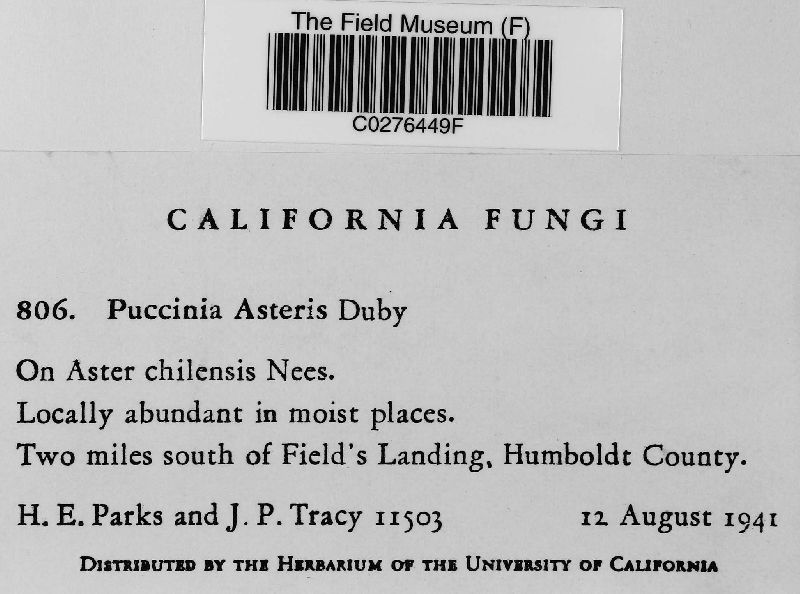 The Field Museum (F)
C0276449F
CALIFORNIA FUNGI
806. Puccinia Asteris Duby
On Aster chilensis Nees.
Locally abundant in moist places.
Two miles south of Field's Landing, Humboldt County.
H. E. Parks and J. P. Tracy 11503 12 August 1941
DISTRIBUTED BY THE HERBARIUM OF THE UNIVERSITY OF CALIFORNIA